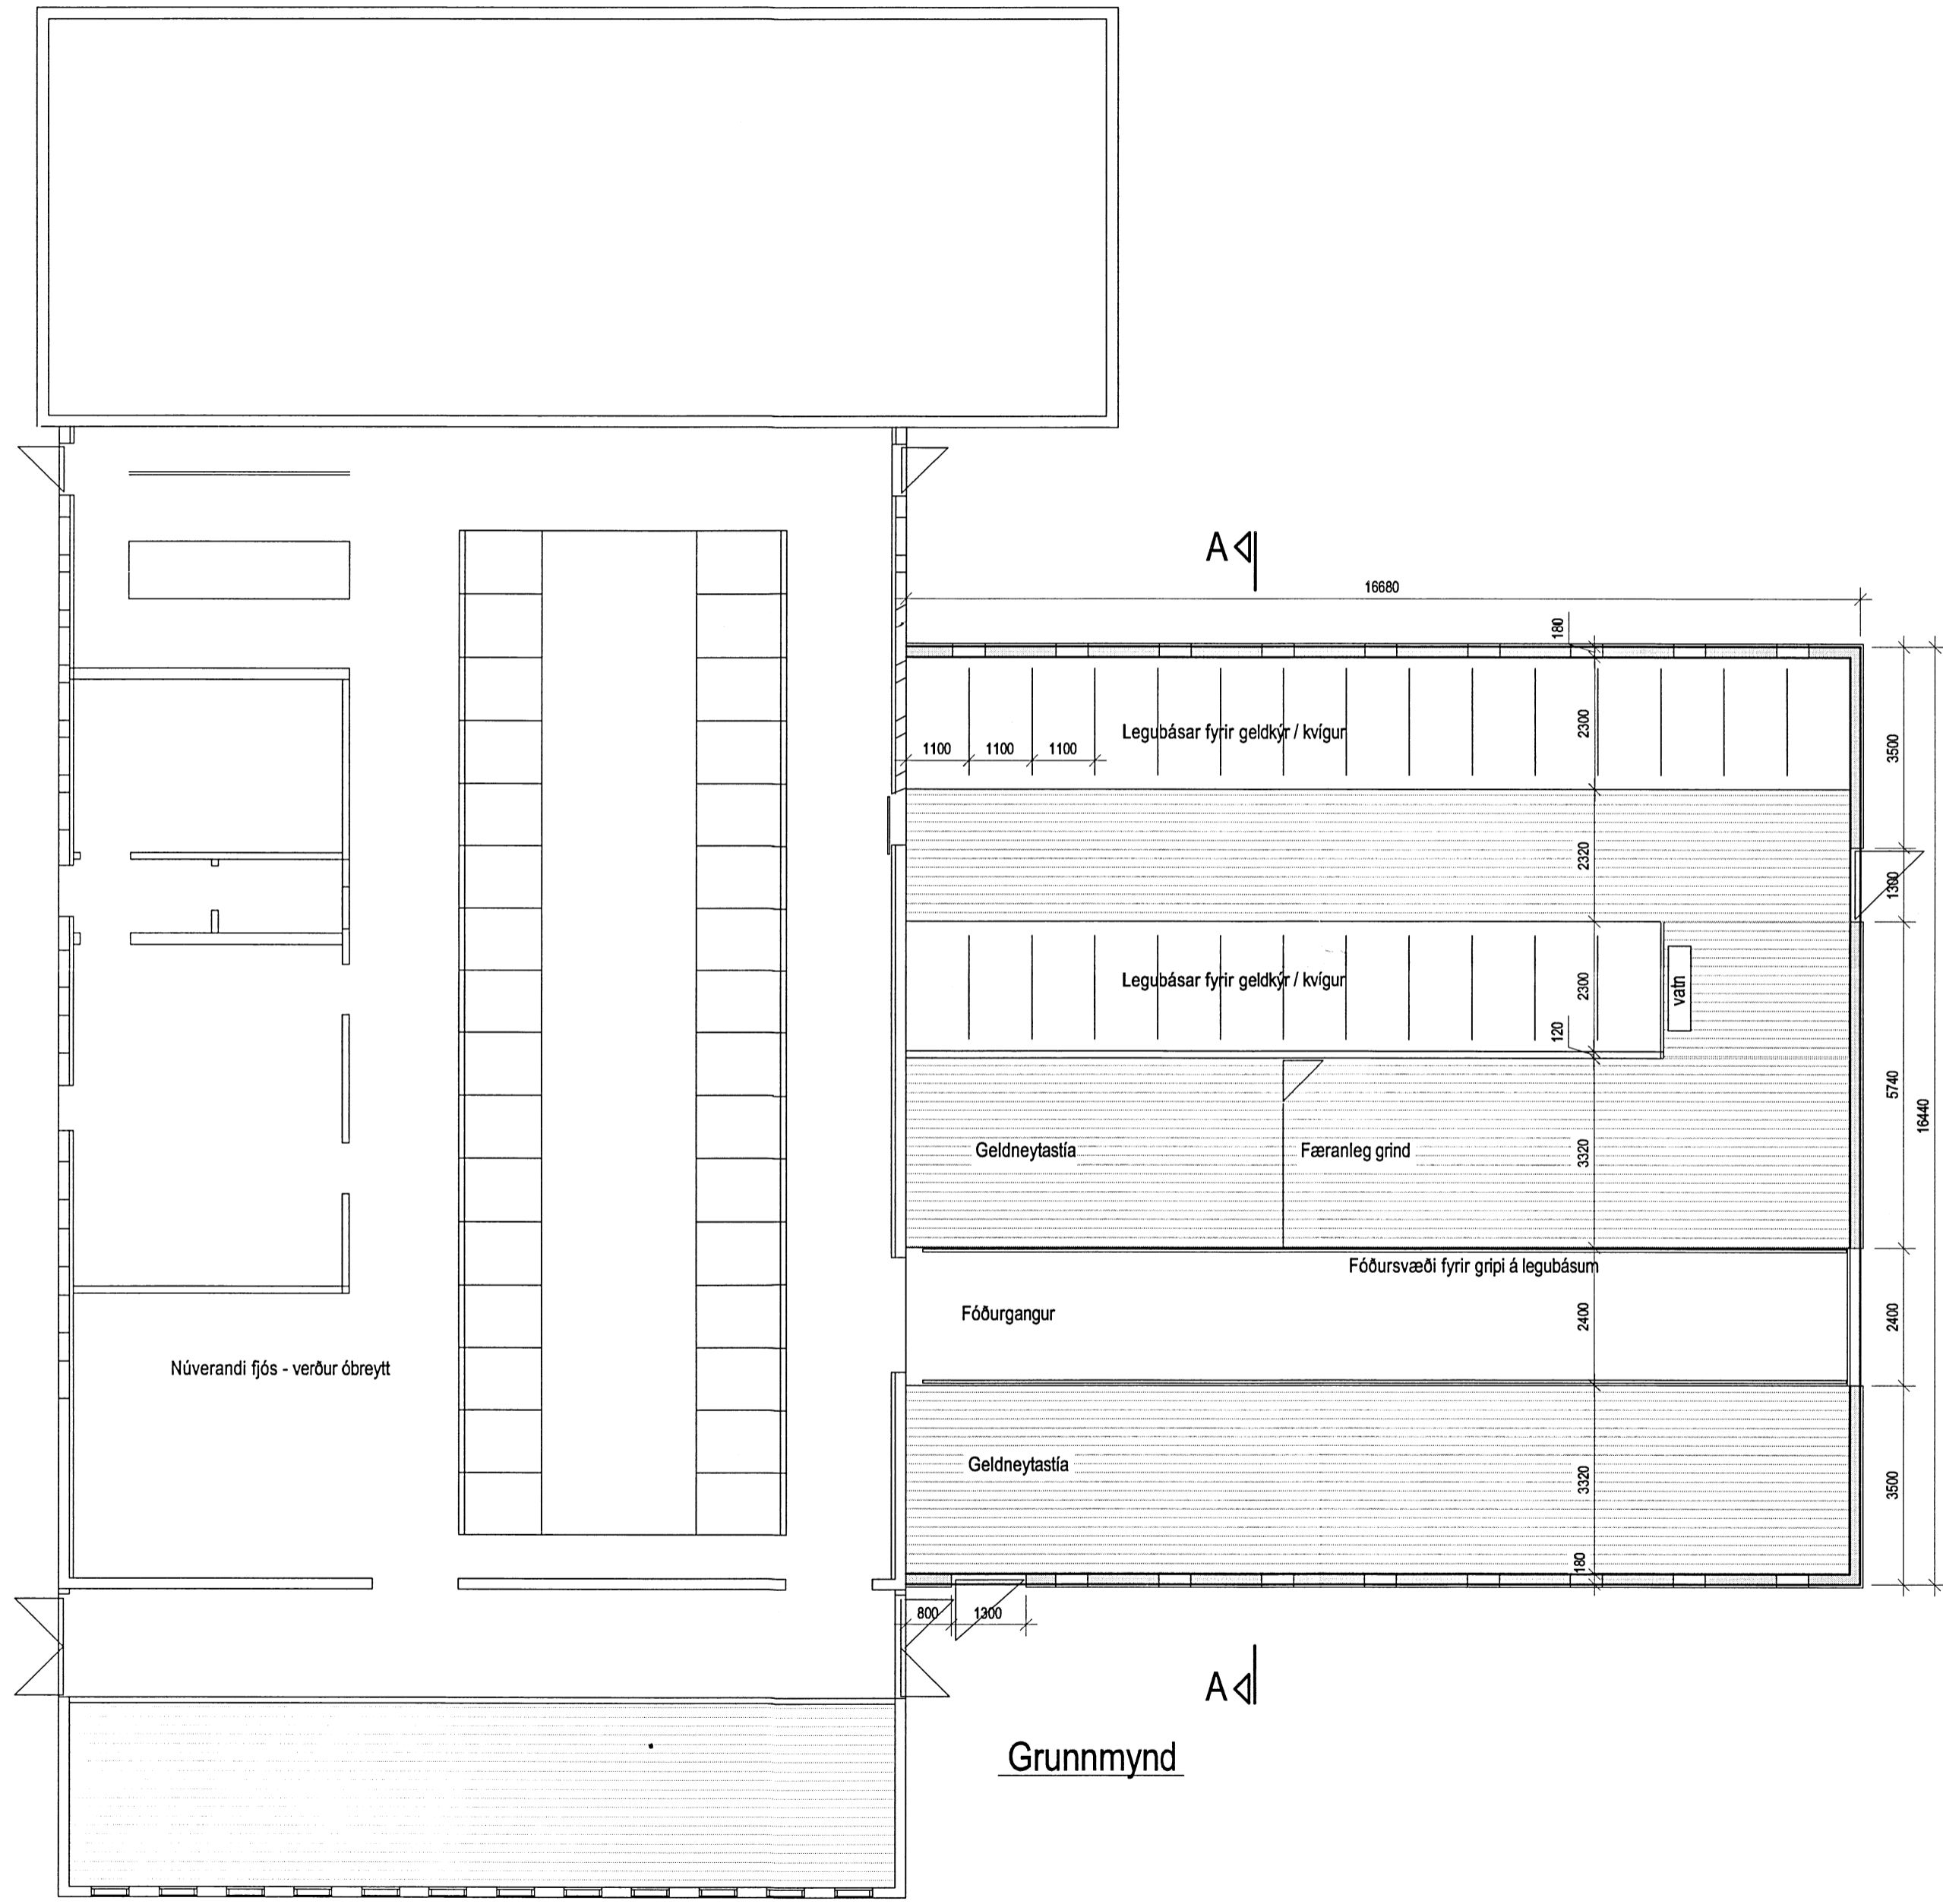 A
16680
180
Legubásar fyrir geldkýr / kvígur
1100
1100
1100
2300
3500
2320
1300
Legubásar fyrir geldkýr / kvígur
2300
vatn
120
5740
16440
Geldneytastía
Færanleg grind
3320
Fóðursvæði fyrir gripi á legubásum
Fóðurgangur
2400
2400
Núverandi fjós - verður óbreytt
Geldneytastía
3320
3500
180
800
1300
A
Grunnmynd